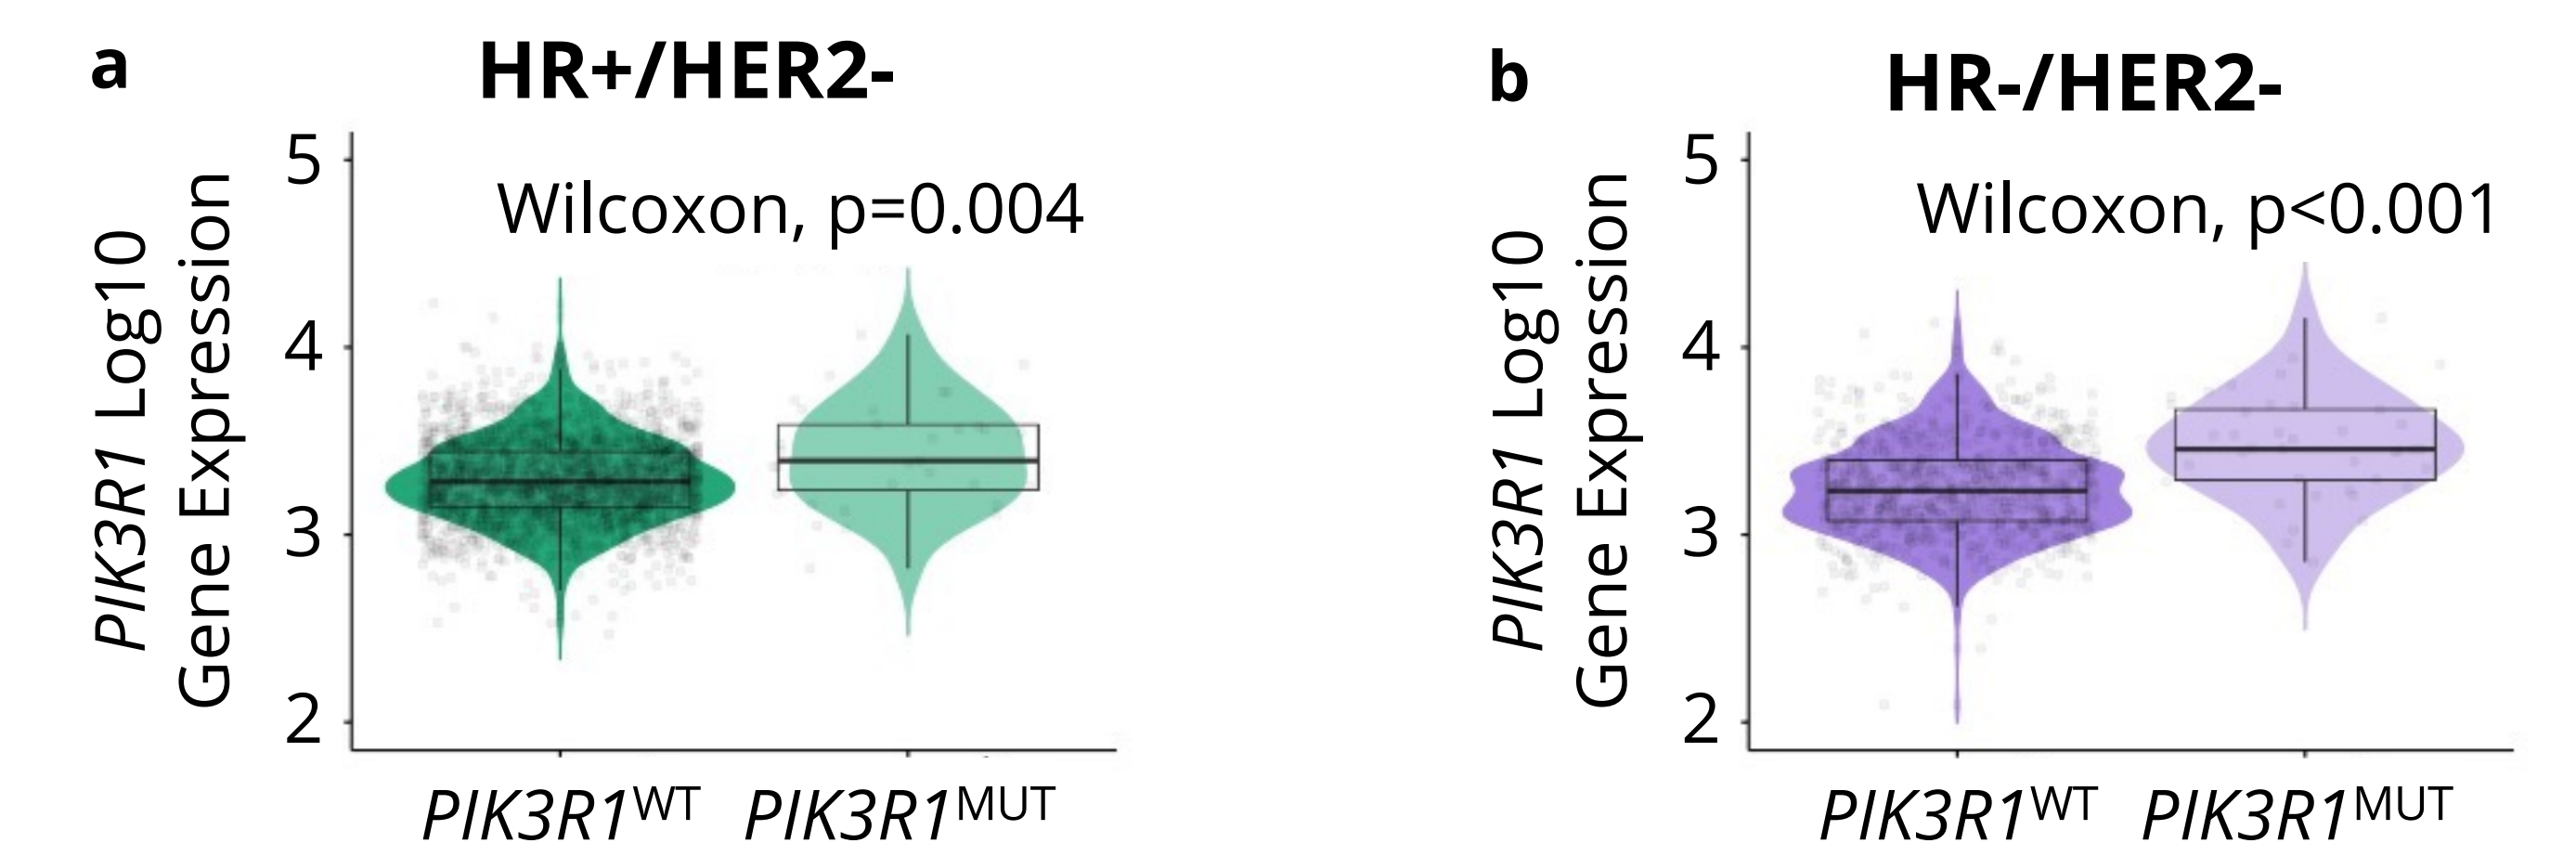 a
HR+/HER2-
PIK3R1 Log10
Gene Expression
5
4
3
2
Wilcoxon, p=0.004
PIK3R1WT
PIK3R1MUT
b
HR-/HER2-
PIK3R1 Log10
Gene Expression
5
4
3
2
Wilcoxon, p<0.001
PIK3R1WT
PIK3R1MUT